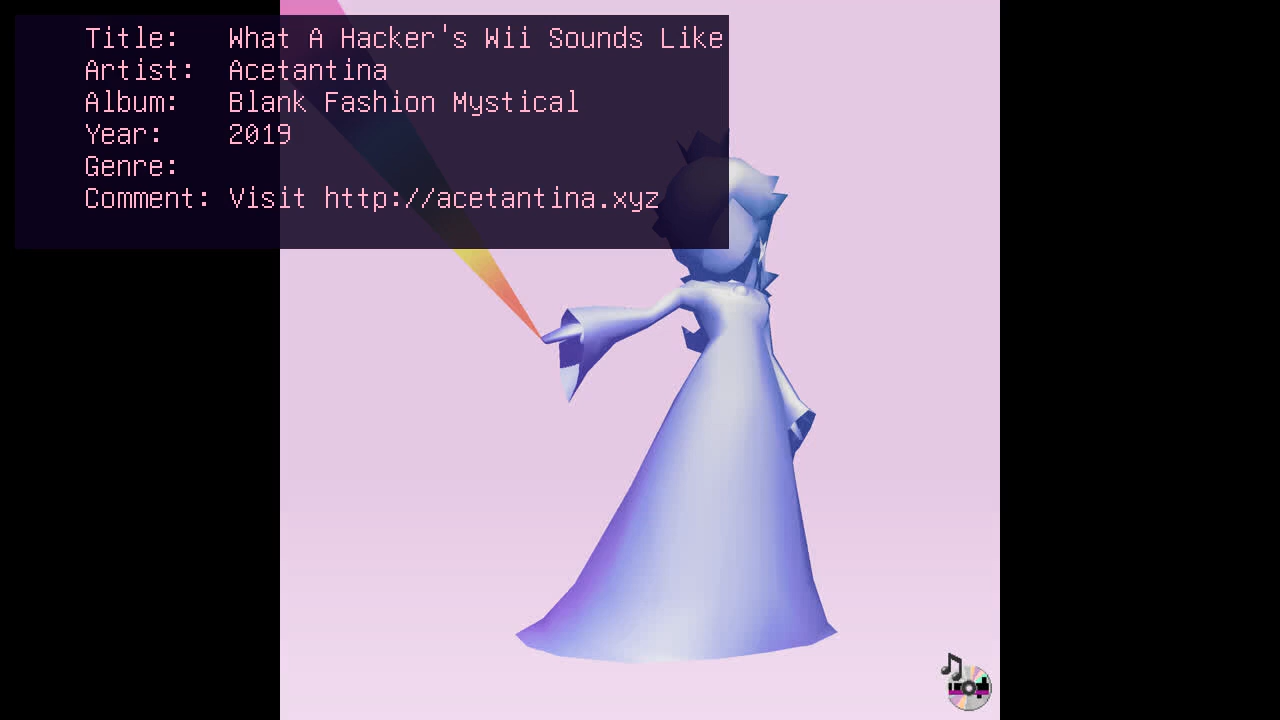 Title: What A Hacker's Wii Sounds Like
Artist: Acetantina
Album: Blank Fashion Mystical
Year: 2019
Genre:
Comment: Visit http://acetantina.xyz